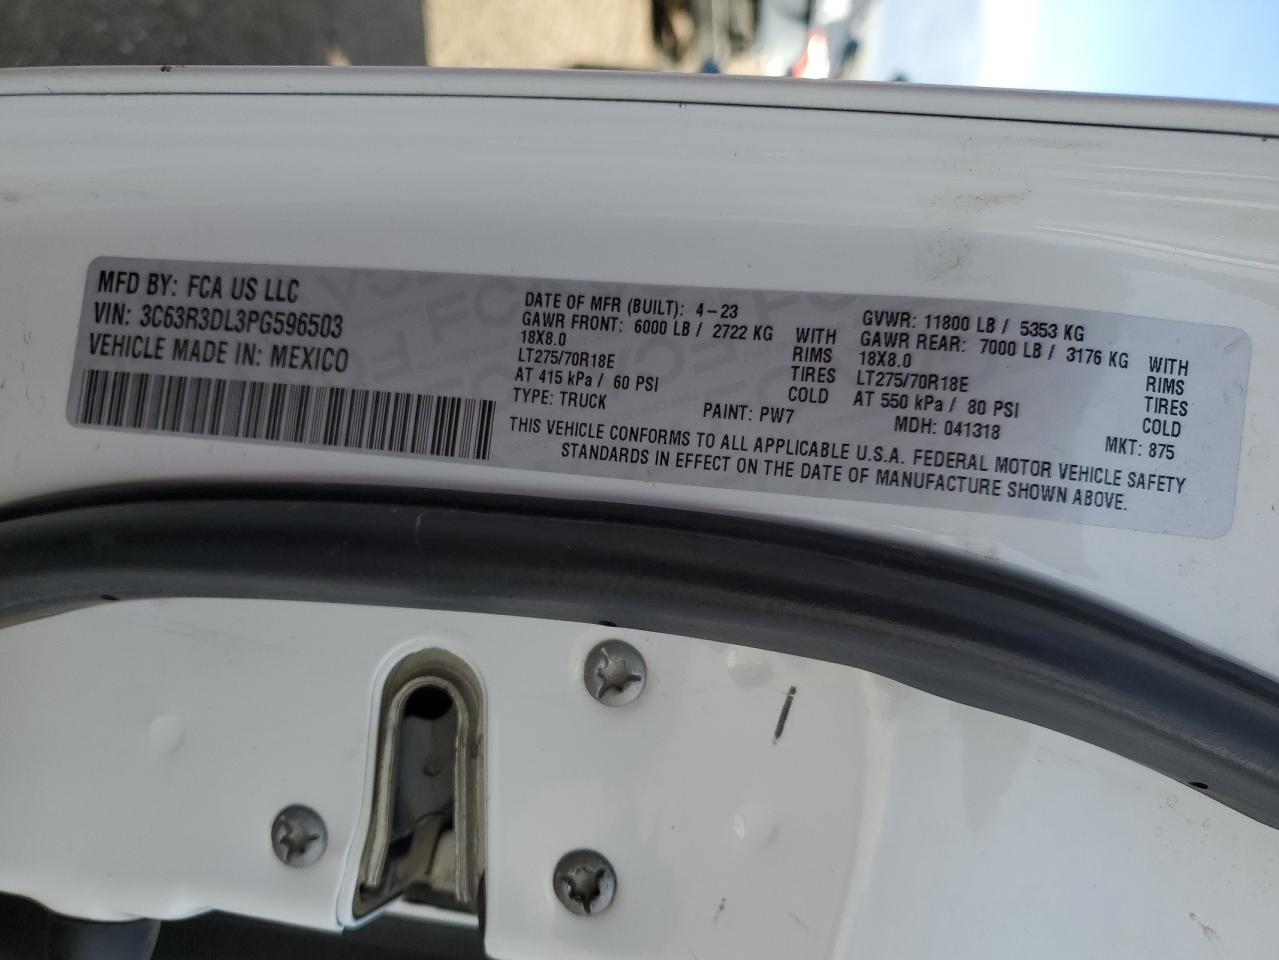 MFD BY: FCA US LLC
VIN: 3C63R3DL3PG596503
VEHICLE MADE IN: MEXICO
DATE OF MFR (BUILT): 4-23
GAWR FRONT: 6000 LB / 2722 KG WITH
18X8.0 RIMS
LT275/70R18E TIRES
AT 415 kPa / 60 PSI COLD
TYPE: TRUCK PAINT: PW7
GVWR: 11800 LB / 5353 KG
GAWR REAR: 7000 LB / 3176 KG WITH
18X8.0 RIMS
LT275/70R18E TIRES
AT 550 kPa / 80 PSI COLD
MDH: 041318 MKT: 875
THIS VEHICLE CONFORMS TO ALL APPLICABLE U.S.A. FEDERAL MOTOR VEHICLE SAFETY
STANDARDS IN EFFECT ON THE DATE OF MANUFACTURE SHOWN ABOVE.